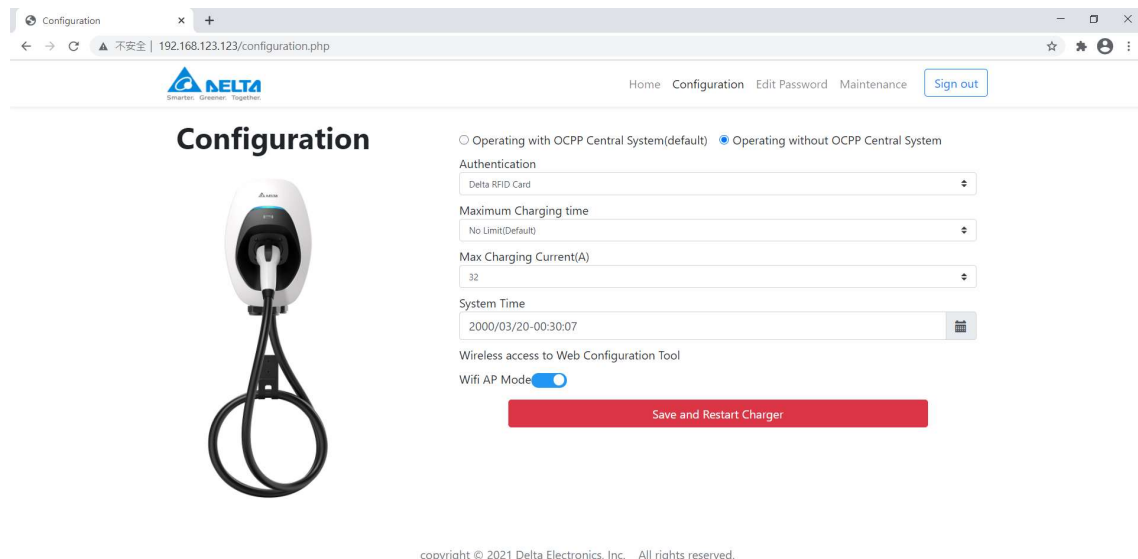 Configuration
不安全 | 192.168.123.123/configuration.php
DELTA
Smarter. Greener. Together.
Home Configuration Edit Password Maintenance Sign out
Configuration
Operating with OCPP Central System(default) Operating without OCPP Central System
Authentication
Delta RFID Card
Maximum Charging time
No Limit(Default)
Max Charging Current(A)
32
System Time
2000/03/20-00:30:07
Wireless access to Web Configuration Tool
Wifi AP Mode
Save and Restart Charger
copyright © 2021 Delta Electronics, Inc. All rights reserved.